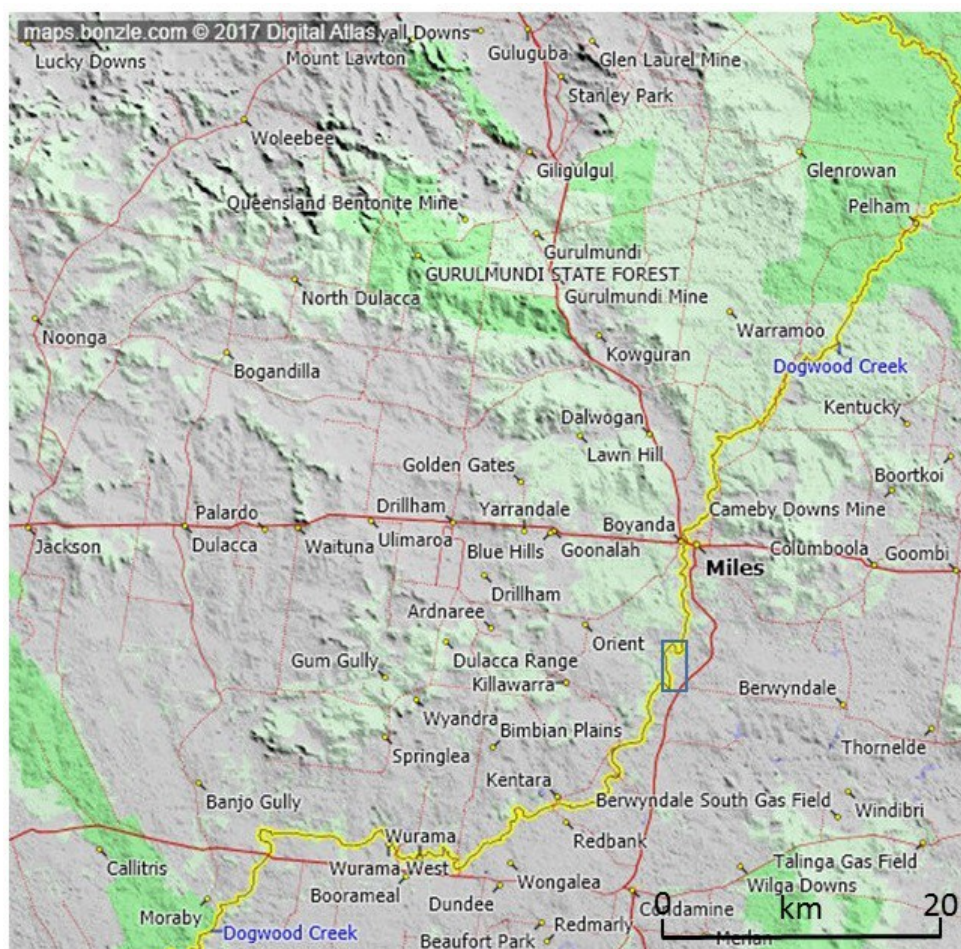 maps.bonzle.com © 2017 Digital Atlas
yall Downs
Guluguba
Lucky Downs
Mount Lawton
Glen Laurel Mine
Stanley Park
Woleebee
Giligulgul
Glenrowan
Queensland Bentonite Mine
Pelham
Gurulmundi
GURULMUNDI STATE FOREST
North Dulacca
Gurulmundi Mine
Noonga
Warramoo
Kowguran
Bogandilla
Dogwood Creek
Kentucky
Dalwogan
Lawn Hill
Golden Gates
Boortkoi
Palardo
Drillham
Yarrandale
Cameby Downs Mine
Boyanda
Jackson
Dulacca
Waituna
Ulimaroa
Blue Hills
Goonalah
Columboola
Goombi
Miles
Drillham
Ardnaree
Orient
Gum Gully
Dulacca Range
Killawarra
Berwyndale
Wyandra
Bimbian Plains
Springlea
Thornelde
Kentara
Banjo Gully
Berwyndale South Gas Field
Windibri
Redbank
Wurama
Callitris
Wurama West
Talinga Gas Field
Boorameal
Wongalea
Wilga Downs
Dundee
0 km 20
Condamine
Moraby
Redmarly
Dogwood Creek
Beaufort Park
Merlan